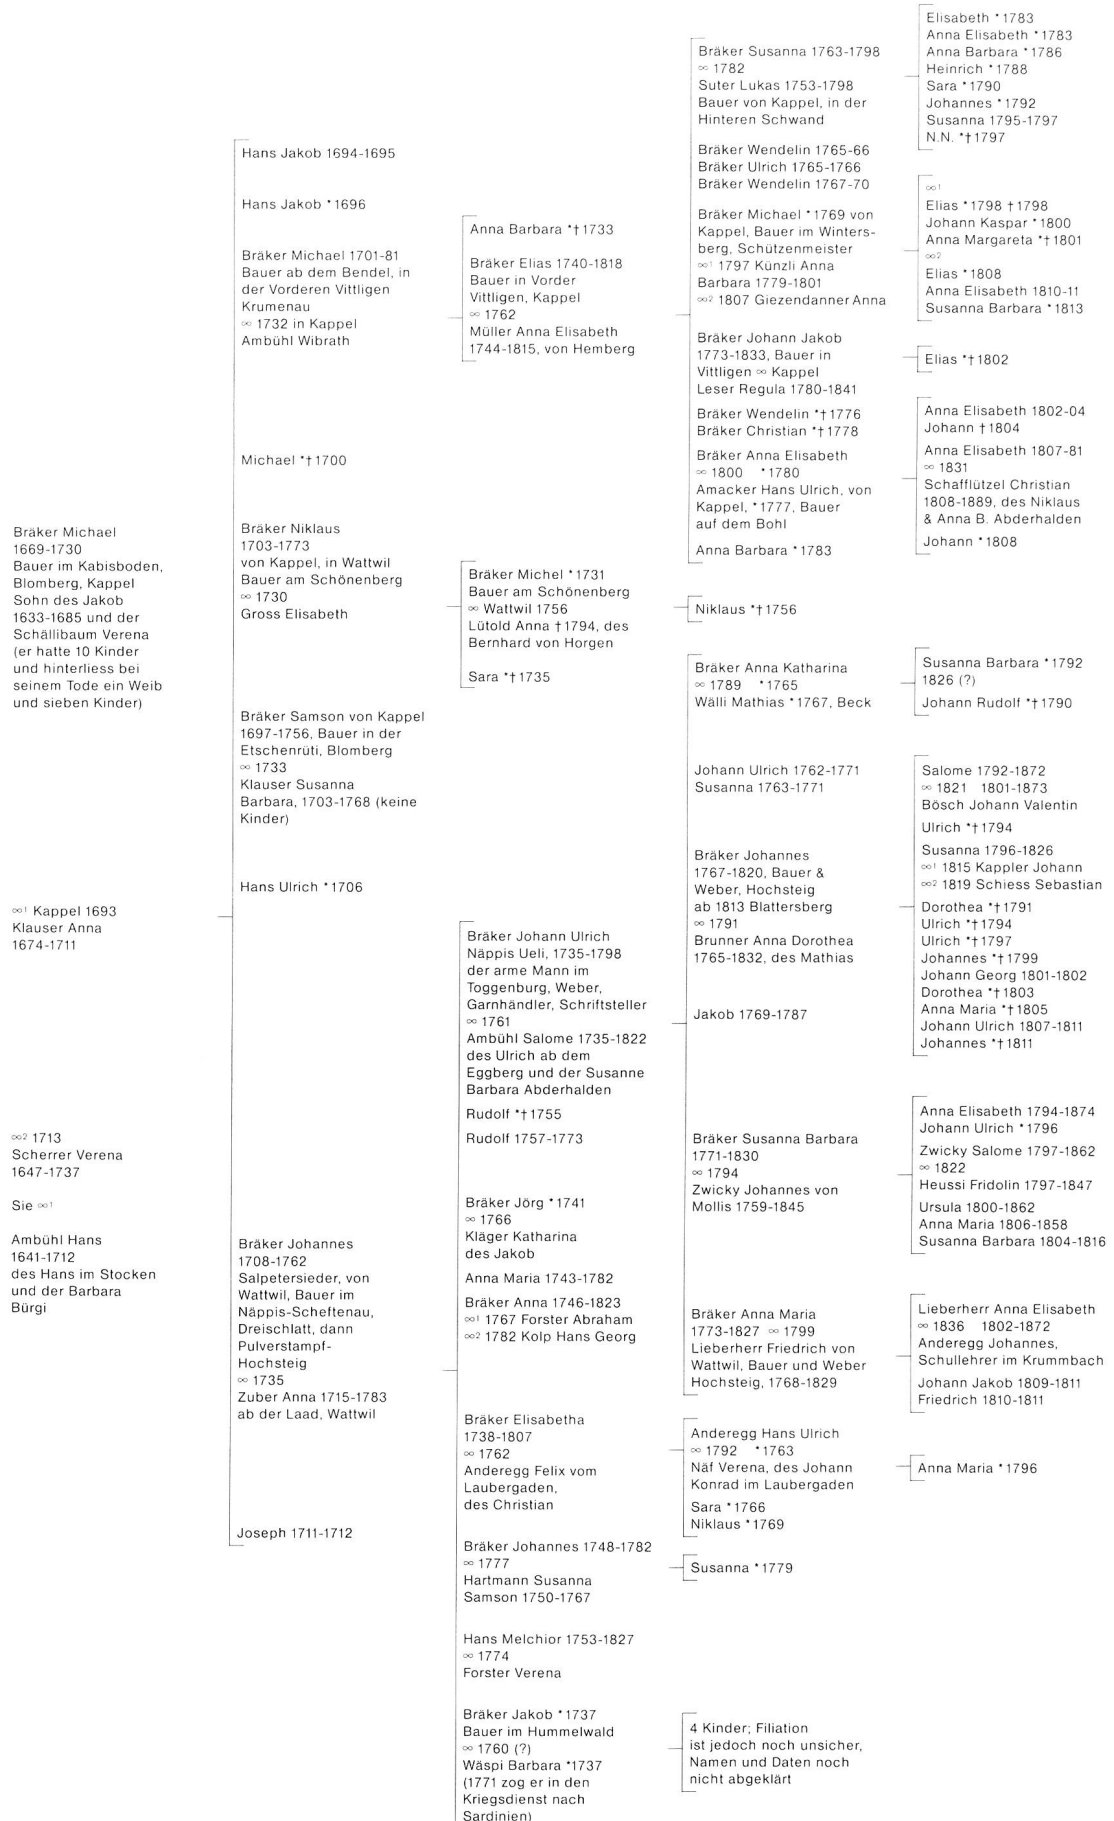 Bräker Michael
1669-1730
Bauer im Kabisboden,
Blomberg, Kappel
Sohn des Jakob
1633-1685 und der
Schällibaum Verena
(er hatte 10 Kinder
und hinterliess bei
seinem Tode ein Weib
und sieben Kinder)
∞1 Kappel 1693
Klauser Anna
1674-1711
∞2 1713
Scherrer Verena
1647-1737
Sie ∞1
Ambühl Hans
1641-1712
des Hans im Stocken
und der Barbara
Bürgi
Hans Jakob 1694-1695
Hans Jakob *1696
Bräker Michael 1701-81
Bauer ab dem Bendel, in
der Vorderen Vittligen
Krumenau
∞ 1732 in Kappel
Ambühl Wibrath
Michael *†1700
Bräker Niklaus
1703-1773
von Kappel, in Wattwil
Bauer am Schönenberg
∞ 1730
Gross Elisabeth
Bräker Samson von Kappel
1697-1756, Bauer in der
Etschenrüti, Blomberg
∞ 1733
Klauser Susanna
Barbara, 1703-1768 (keine
Kinder)
Hans Ulrich *1706
Bräker Johannes
1708-1762
Salpetersieder, von
Wattwil, Bauer im
Näppis-Scheftenau,
Dreischlatt, dann
Pulverstampf-
Hochsteig
∞ 1735
Zuber Anna 1715-1783
ab der Laad, Wattwil
Joseph 1711-1712
Anna Barbara *†1733
Bräker Elias 1740-1818
Bauer in Vorder
Vittligen, Kappel
∞ 1762
Müller Anna Elisabeth
1744-1815, von Hemberg
Bräker Michel *1731
Bauer am Schönenberg
∞ Wattwil 1756
Lütold Anna †1794, des
Bernhard von Horgen
Sara *†1735
Bräker Johann Ulrich
Näppis Ueli, 1735-1798
der arme Mann im
Toggenburg, Weber,
Garnhändler, Schriftsteller
∞ 1761
Ambühl Salome 1735-1822
des Ulrich ab dem
Eggberg und der Susanne
Barbara Abderhalden
Rudolf *†1755
Rudolf 1757-1773
Bräker Jörg *1741
∞ 1766
Kläger Katharina
des Jakob
Anna Maria 1743-1782
Bräker Anna 1746-1823
∞1 1767 Forster Abraham
∞2 1782 Kolp Hans Georg
Bräker Elisabetha
1738-1807
∞ 1762
Anderegg Felix vom
Laubergaden,
des Christian
Bräker Johannes 1748-1782
∞ 1777
Hartmann Susanna
Samson 1750-1767
Hans Melchior 1753-1827
∞ 1774
Forster Verena
Bräker Jakob *1737
Bauer im Hummelwald
∞ 1760 (?)
Wäspi Barbara *1737
(1771 zog er in den
Kriegsdienst nach
Sardinien)
Bräker Susanna 1763-1798
∞ 1782
Suter Lukas 1753-1798
Bauer von Kappel, in der
Hinteren Schwand
Bräker Wendelin 1765-66
Bräker Ulrich 1765-1766
Bräker Wendelin 1767-70
Bräker Michael *1769 von
Kappel, Bauer im Winters-
berg, Schützenmeister
∞1 1797 Künzli Anna
Barbara 1779-1801
∞2 1807 Giezendanner Anna
Bräker Johann Jakob
1773-1833, Bauer in
Vittligen ∞ Kappel
Leser Regula 1780-1841
Bräker Wendelin *†1776
Bräker Christian *†1778
Bräker Anna Elisabeth
∞ 1800 *1780
Amacker Hans Ulrich, von
Kappel, *1777, Bauer
auf dem Bohl
Anna Barbara *1783
Niklaus *†1756
Bräker Anna Katharina
∞ 1789 *1765
Wälli Mathias *1767, Beck
Johann Ulrich 1762-1771
Susanna 1763-1771
Bräker Johannes
1767-1820, Bauer &
Weber, Hochsteig
ab 1813 Blattersberg
∞ 1791
Brunner Anna Dorothea
1765-1832, des Mathias
Jakob 1769-1787
Bräker Susanna Barbara
1771-1830
∞ 1794
Zwicky Johannes von
Mollis 1759-1845
Bräker Anna Maria
1773-1827 ∞ 1799
Lieberherr Friedrich von
Wattwil, Bauer und Weber
Hochsteig, 1768-1829
Anderegg Hans Ulrich
∞ 1792 *1763
Näf Verena, des Johann
Konrad im Laubergaden
Sara *1766
Niklaus *1769
Susanna *1779
4 Kinder; Filiation
ist jedoch noch unsicher,
Namen und Daten noch
nicht abgeklärt
Elisabeth *1783
Anna Elisabeth *1783
Anna Barbara *1786
Heinrich *1788
Sara *1790
Johannes *1792
Susanna 1795-1797
N.N. *†1797
∞1
Elias *1798 †1798
Johann Kaspar *1800
Anna Margareta *†1801
∞2
Elias *1808
Anna Elisabeth 1810-11
Susanna Barbara *1813
Elias *†1802
Anna Elisabeth 1802-04
Johann †1804
Anna Elisabeth 1807-81
∞ 1831
Schafflützel Christian
1808-1889, des Niklaus
& Anna B. Abderhalden
Johann *1808
Susanna Barbara *1792
1826 (?)
Johann Rudolf *†1790
Salome 1792-1872
∞ 1821 1801-1873
Bösch Johann Valentin
Ulrich *†1794
Susanna 1796-1826
∞1 1815 Kappler Johann
∞2 1819 Schiess Sebastian
Dorothea *†1791
Ulrich *†1794
Ulrich *†1797
Johannes *†1799
Johann Georg 1801-1802
Dorothea *†1803
Anna Maria *†1805
Johann Ulrich 1807-1811
Johannes *†1811
Anna Elisabeth 1794-1874
Johann Ulrich *1796
Zwicky Salome 1797-1862
∞ 1822
Heussi Fridolin 1797-1847
Ursula 1800-1862
Anna Maria 1806-1858
Susanna Barbara 1804-1816
Lieberherr Anna Elisabeth
∞ 1836 1802-1872
Anderegg Johannes,
Schullehrer im Krummbach
Johann Jakob 1809-1811
Friedrich 1810-1811
Anna Maria *1796